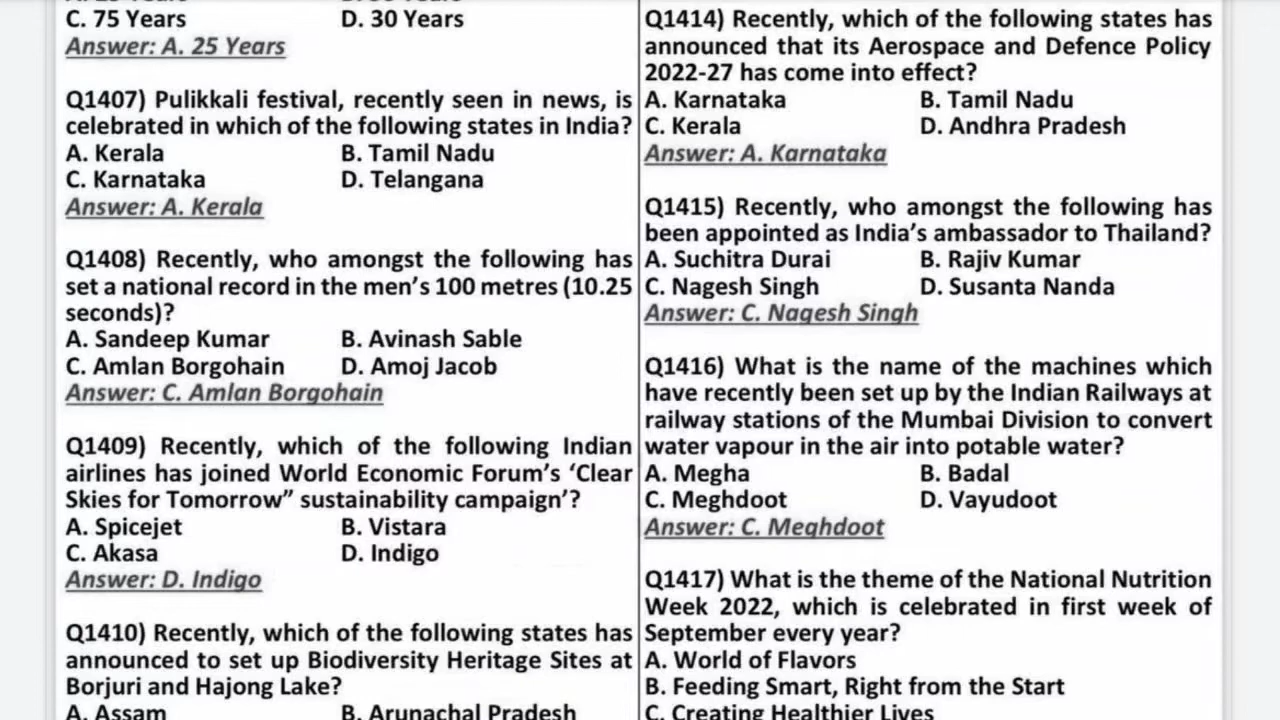 A. 25 Years B. 50 Years
C. 75 Years D. 30 Years
Answer: A. 25 Years
Q1407) Pulikkali festival, recently seen in news, is
celebrated in which of the following states in India?
A. Kerala B. Tamil Nadu
C. Karnataka D. Telangana
Answer: A. Kerala
Q1408) Recently, who amongst the following has
set a national record in the men’s 100 metres (10.25
seconds)?
A. Sandeep Kumar B. Avinash Sable
C. Amlan Borgohain D. Amoj Jacob
Answer: C. Amlan Borgohain
Q1409) Recently, which of the following Indian
airlines has joined World Economic Forum’s ‘Clear
Skies for Tomorrow” sustainability campaign’?
A. Spicejet B. Vistara
C. Akasa D. Indigo
Answer: D. Indigo
Q1410) Recently, which of the following states has
announced to set up Biodiversity Heritage Sites at
Borjuri and Hajong Lake?
A. Assam B. Arunachal Pradesh
Q1414) Recently, which of the following states has
announced that its Aerospace and Defence Policy
2022-27 has come into effect?
A. Karnataka B. Tamil Nadu
C. Kerala D. Andhra Pradesh
Answer: A. Karnataka
Q1415) Recently, who amongst the following has
been appointed as India’s ambassador to Thailand?
A. Suchitra Durai B. Rajiv Kumar
C. Nagesh Singh D. Susanta Nanda
Answer: C. Nagesh Singh
Q1416) What is the name of the machines which
have recently been set up by the Indian Railways at
railway stations of the Mumbai Division to convert
water vapour in the air into potable water?
A. Megha B. Badal
C. Meghdoot D. Vayudoot
Answer: C. Meghdoot
Q1417) What is the theme of the National Nutrition
Week 2022, which is celebrated in first week of
September every year?
A. World of Flavors
B. Feeding Smart, Right from the Start
C. Creating Healthier Lives